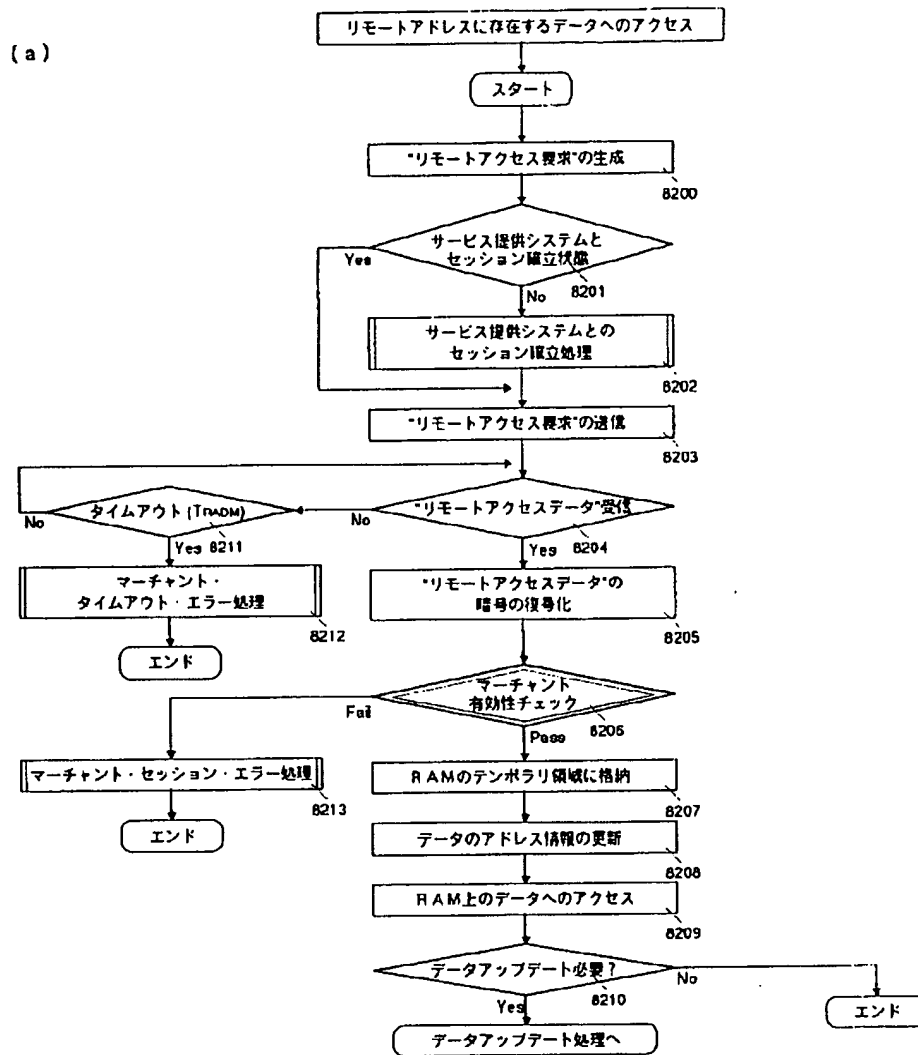 リモートアドレスに存在するデータへのアクセス
(a)
スタート
"リモートアクセス要求"の生成
8200
サービス提供システムと
セッション確立状態
Yes
8201
No
サービス提供システムとの
セッション確立処理
8202
"リモートアクセス要求"の送信
8203
タイムアウト(TRADM)
No
"リモートアクセスデータ"受信
No
Yes
8211
Yes
8204
マーチャント・
タイムアウト・エラー処理
8212
"リモートアクセスデータ"の
暗号の復号化
8205
エンド
マーチャント
有効性チェック
Fail
8206
Pass
マーチャント・セッション・エラー処理
8213
RAMのテンポラリ領域に格納
8207
エンド
データのアドレス情報の更新
8208
RAM上のデータへのアクセス
8209
データアップデート必要?
No
8210
Yes
エンド
データアップデート処理へ